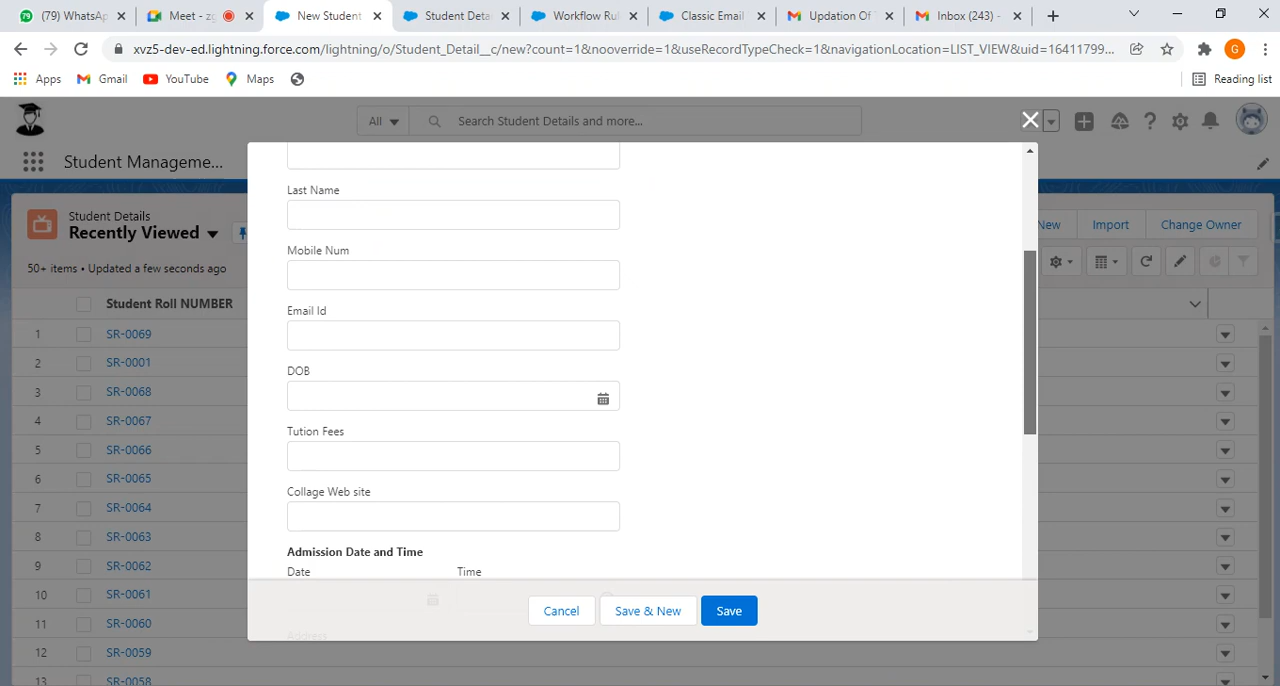 79
(79) WhatsAp
Meet - zg
New Student
Student Deta
Workflow Ru
Classic Email
Updation Of T
Inbox (243) -
xvz5-dev-ed.lightning.force.com/lightning/o/Student_Detail__c/new?count=1&nooverride=1&useRecordTypeCheck=1&navigationLocation=LIST_VIEW&uid=16411799...
G
Apps
Gmail
YouTube
Maps
Reading list
All
Search Student Details and more...
Student Manageme...
Student Details
Recently Viewed
New
Import
Change Owner
50+ items • Updated a few seconds ago
Student Roll NUMBER
1 SR-0069
2 SR-0001
3 SR-0068
4 SR-0067
5 SR-0066
6 SR-0065
7 SR-0064
8 SR-0063
9 SR-0062
10 SR-0061
11 SR-0060
12 SR-0059
13 SR-0058
Last Name
Mobile Num
Email Id
DOB
Tution Fees
Collage Web site
Admission Date and Time
Date Time
Address
Cancel
Save & New
Save